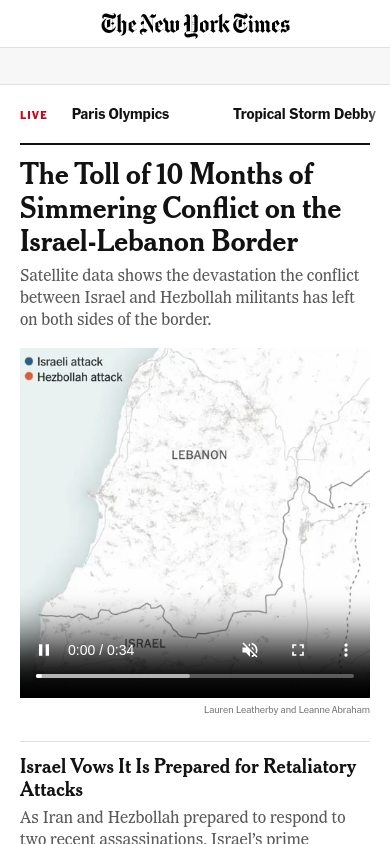 The New York Times
LIVE Paris Olympics Tropical Storm Debby
The Toll of 10 Months of
Simmering Conflict on the
Israel-Lebanon Border
Satellite data shows the devastation the conflict
between Israel and Hezbollah militants has left
on both sides of the border.
Israeli attack
Hezbollah attack
LEBANON
ISRAEL
0:00 / 0:34
Lauren Leatherby and Leanne Abraham
Israel Vows It Is Prepared for Retaliatory
Attacks
As Iran and Hezbollah prepared to respond to
two recent assassinations, Israel’s prime